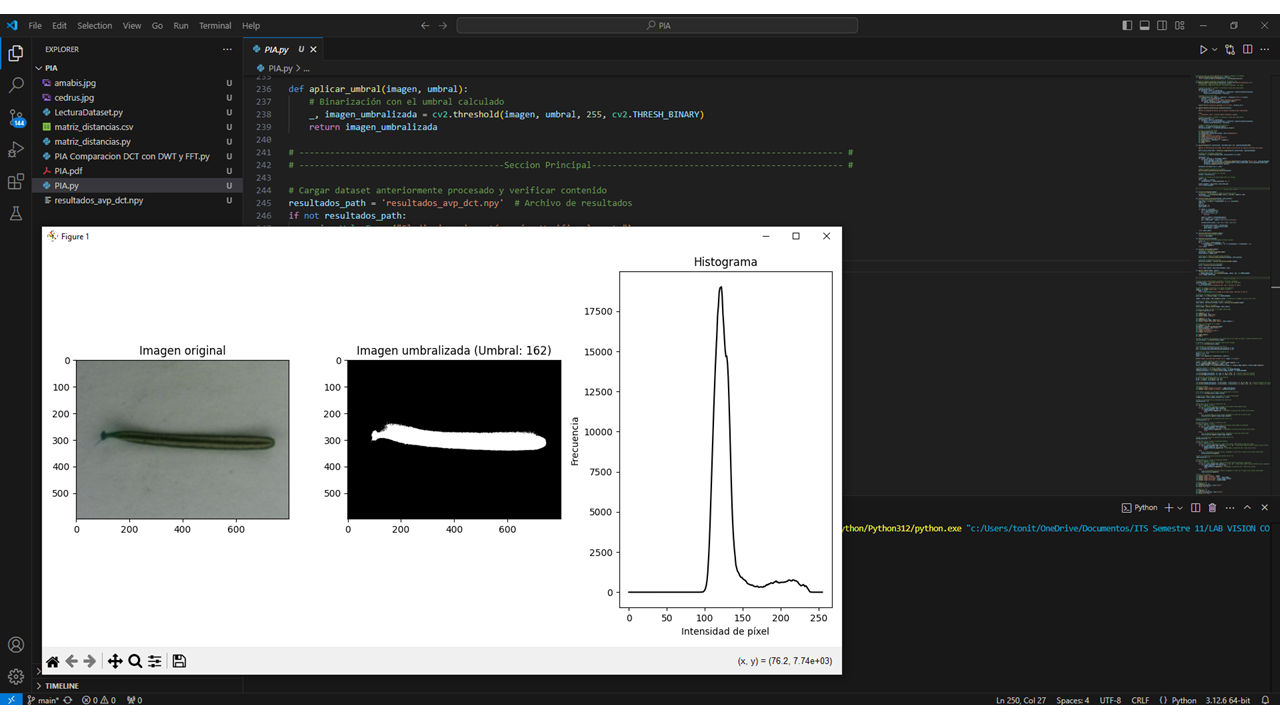 File Edit Selection View Go Run Terminal Help
PIA
EXPLORER
PIA.py U
PIA
PIA.py > ...
amabis.jpg U
cedrus.jpg U
LecturaDataset.py U
matriz_distancias.csv U
matriz_distancias.py U
PIA Comparacion DCT con DWT y FFT.py U
PIA.pdf U
PIA.py U
resultados_avp_dct.npy U
144
235
236 def aplicar_umbral(imagen, umbral):
237 # Binarización con el umbral calculado
238 _, imagen_umbralizada = cv2.threshold(imagen, umbral, 255, cv2.THRESH_BINARY)
239 return imagen_umbralizada
240
241 # ----------------------------------------------------------------------------------------------- #
242 # ------------------------------------Seccion Principal-------------------------------------------- #
243
244 # Cargar dataset anteriormente procesado y verificar contenido
245 resultados_path = 'resultados_avp_dct.npy' # Archivo de resultados
246 if not resultados_path:
Figure 1
Histograma
17500
15000
12500
10000
7500
5000
2500
0
Frecuencia
0 50 100 150 200 250
Intensidad de píxel
Imagen original
0
100
200
300
400
500
0 200 400 600
Imagen umbralizada (Umbral: 162)
0
100
200
300
400
500
0 200 400 600
(x, y) = (76.2, 7.74e+03)
Python
ython/Python312/python.exe "c:/Users/tonit/OneDrive/Documentos/ITS Semestre 11/LAB VISION CO
TIMELINE
main* 0 0 0
Ln 250, Col 27 Spaces: 4 UTF-8 CRLF {} Python 3.12.6 64-bit